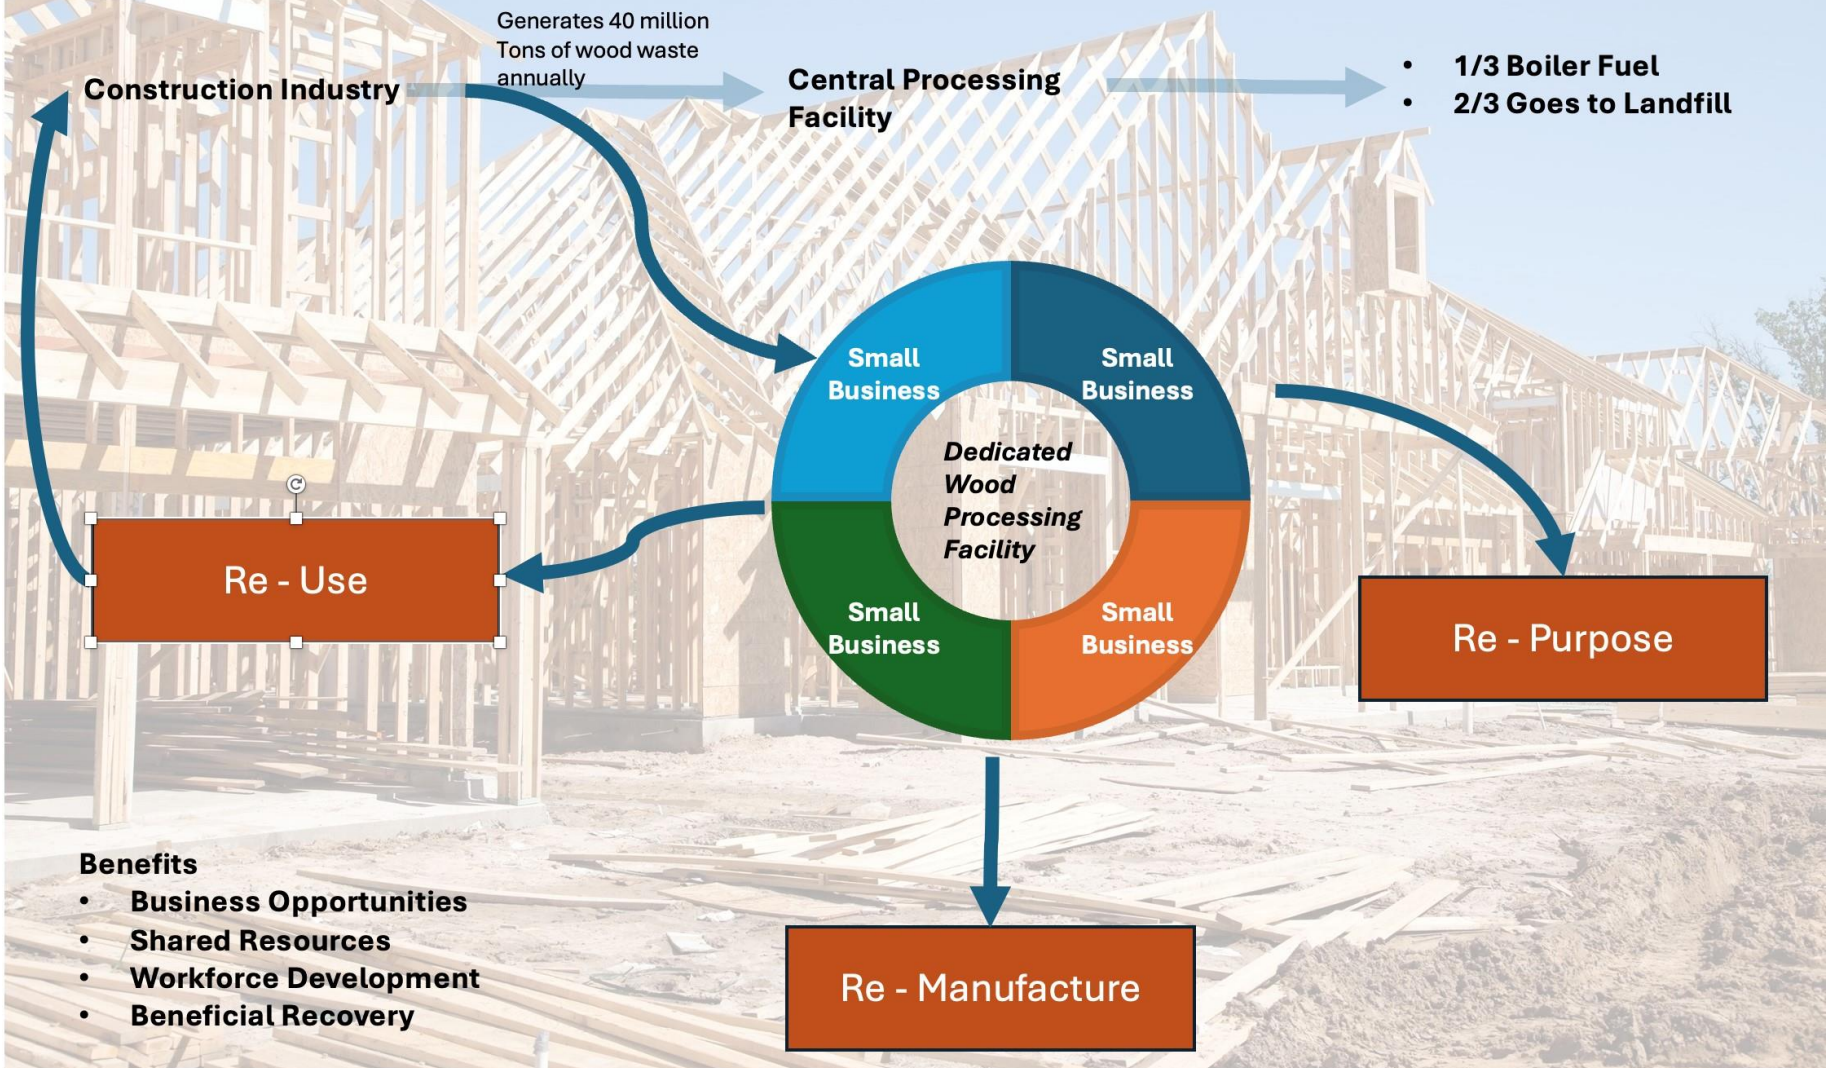 Generates 40 million
Tons of wood waste
annually
Construction Industry
Central Processing
Facility
• 1/3 Boiler Fuel
• 2/3 Goes to Landfill
Small
Business
Small
Business
Dedicated
Wood
Processing
Facility
Small
Business
Small
Business
Re - Use
Re - Purpose
Re - Manufacture
Benefits
• Business Opportunities
• Shared Resources
• Workforce Development
• Beneficial Recovery